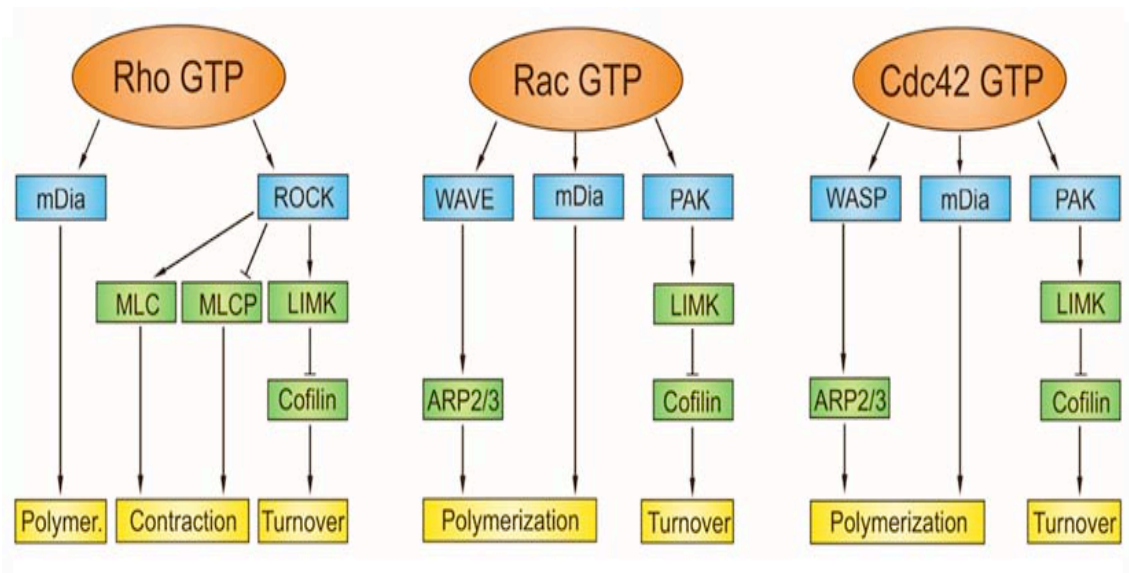 Rho GTP
Rac GTP
Cdc42 GTP
mDia
ROCK
WAVE
mDia
PAK
WASP
mDia
PAK
MLC
MLCP
LIMK
LIMK
LIMK
Cofilin
ARP2/3
Cofilin
ARP2/3
Cofilin
Polymer.
Contraction
Turnover
Polymerization
Turnover
Polymerization
Turnover